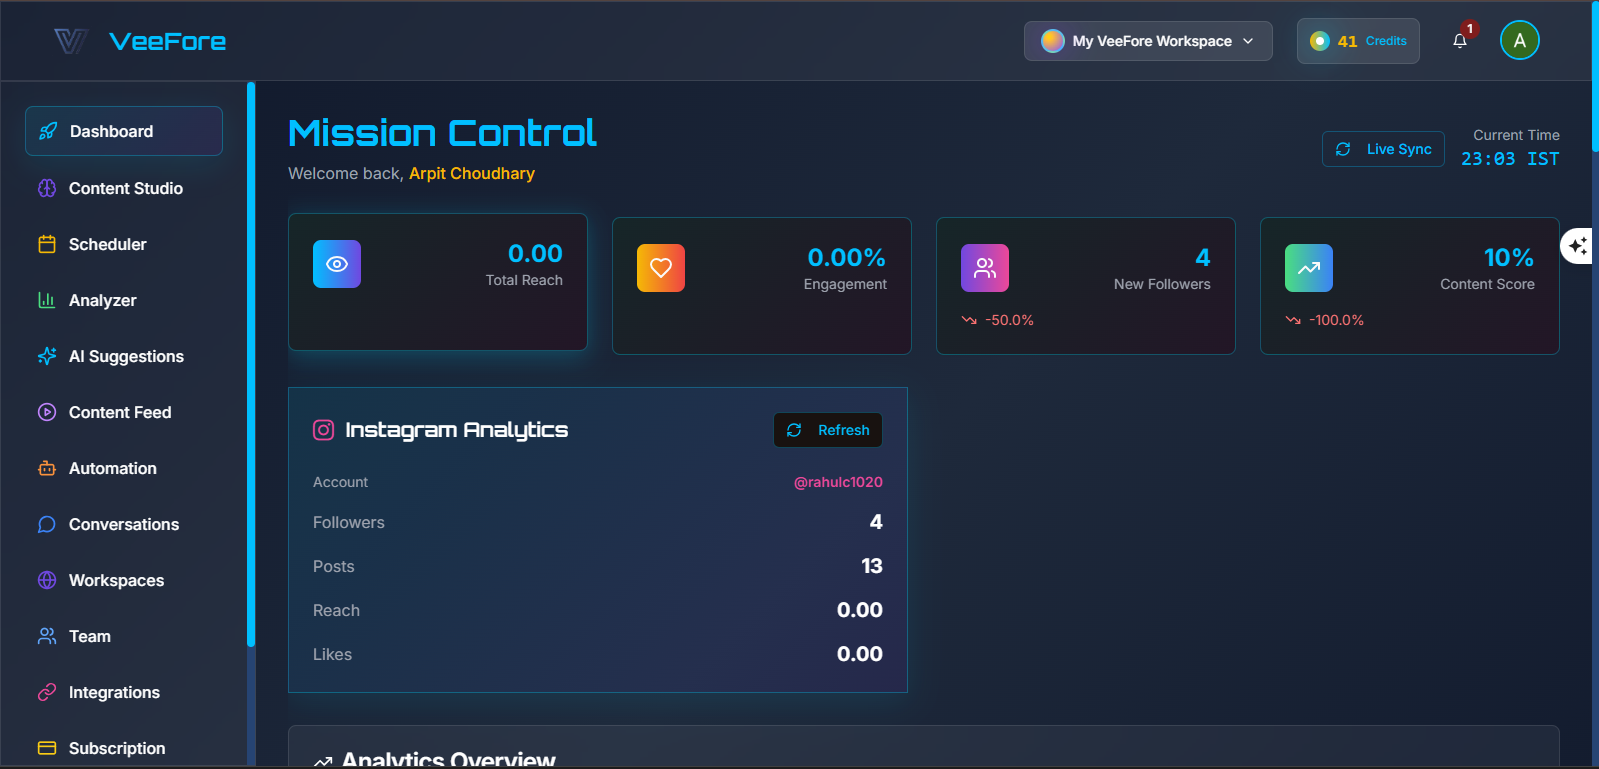 VeeFore
My VeeFore Workspace
41 Credits
1
A
Dashboard
Content Studio
Scheduler
Analyzer
AI Suggestions
Content Feed
Automation
Conversations
Workspaces
Team
Integrations
Subscription
Mission Control
Welcome back, Arpit Choudhary
Live Sync
Current Time
23:03 IST
0.00
Total Reach
0.00%
Engagement
4
New Followers
-50.0%
10%
Content Score
-100.0%
Instagram Analytics
Refresh
Account @rahulc1020
Followers 4
Posts 13
Reach 0.00
Likes 0.00
Analytics Overview